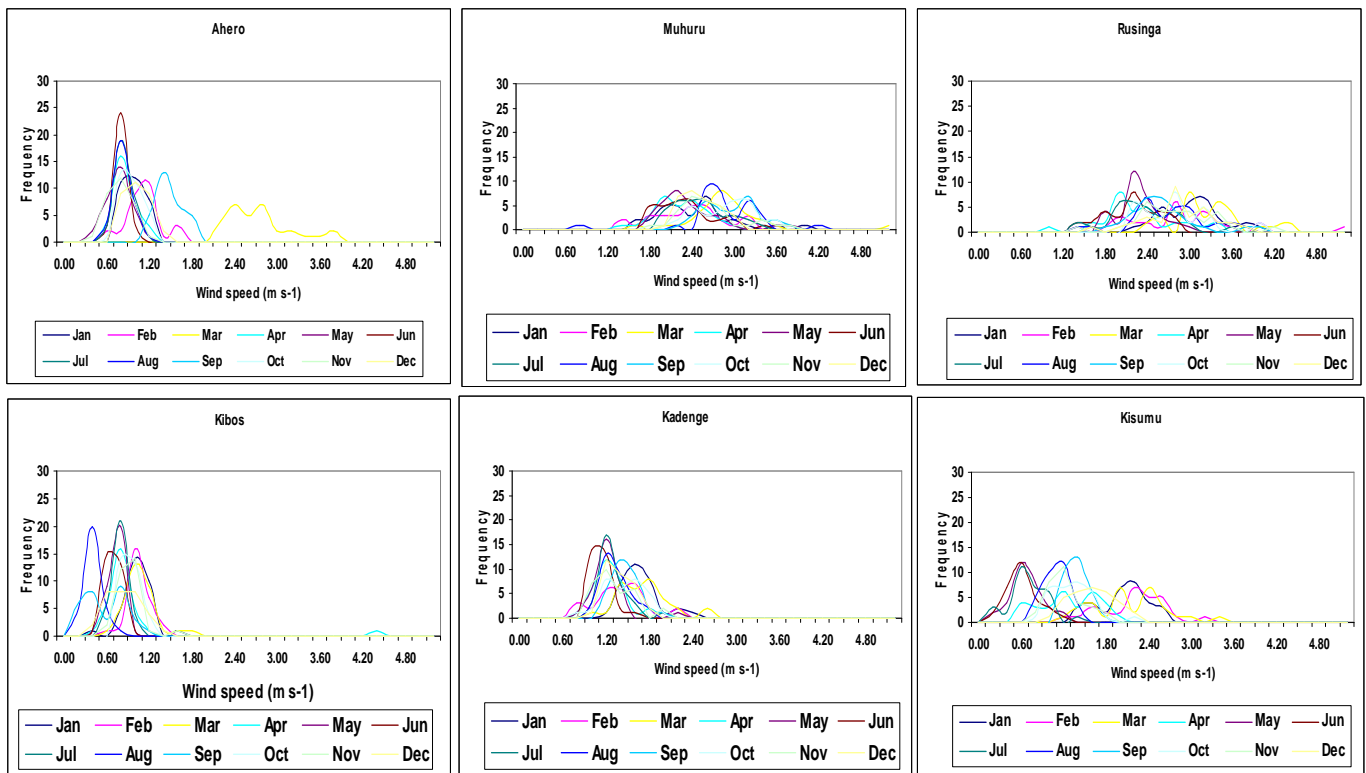 Ahero
Frequency
30
25
20
15
10
5
0
0.00 0.60 1.20 1.80 2.40 3.00 3.60 4.20 4.80
Wind speed (m s-1)
Jan Feb Mar Apr May Jun
Jul Aug Sep Oct Nov Dec
Muhuru
Frequency
30
25
20
15
10
5
0
0.00 0.60 1.20 1.80 2.40 3.00 3.60 4.20 4.80
Wind speed (m s-1)
Jan Feb Mar Apr May Jun
Jul Aug Sep Oct Nov Dec
Rusinga
Frequency
30
25
20
15
10
5
0
0.00 0.60 1.20 1.80 2.40 3.00 3.60 4.20 4.80
Wind speed (m s-1)
Jan Feb Mar Apr May Jun
Jul Aug Sep Oct Nov Dec
Kibos
Frequency
30
25
20
15
10
5
0
0.00 0.60 1.20 1.80 2.40 3.00 3.60 4.20 4.80
Wind speed (m s-1)
Jan Feb Mar Apr May Jun
Jul Aug Sep Oct Nov Dec
Kadenge
Frequency
30
25
20
15
10
5
0
0.00 0.60 1.20 1.80 2.40 3.00 3.60 4.20 4.80
Wind speed (m s-1)
Jan Feb Mar Apr May Jun
Jul Aug Sep Oct Nov Dec
Kisumu
Frequency
30
25
20
15
10
5
0
0.00 0.60 1.20 1.80 2.40 3.00 3.60 4.20 4.80
Wind speed (m s-1)
Jan Feb Mar Apr May Jun
Jul Aug Sep Oct Nov Dec